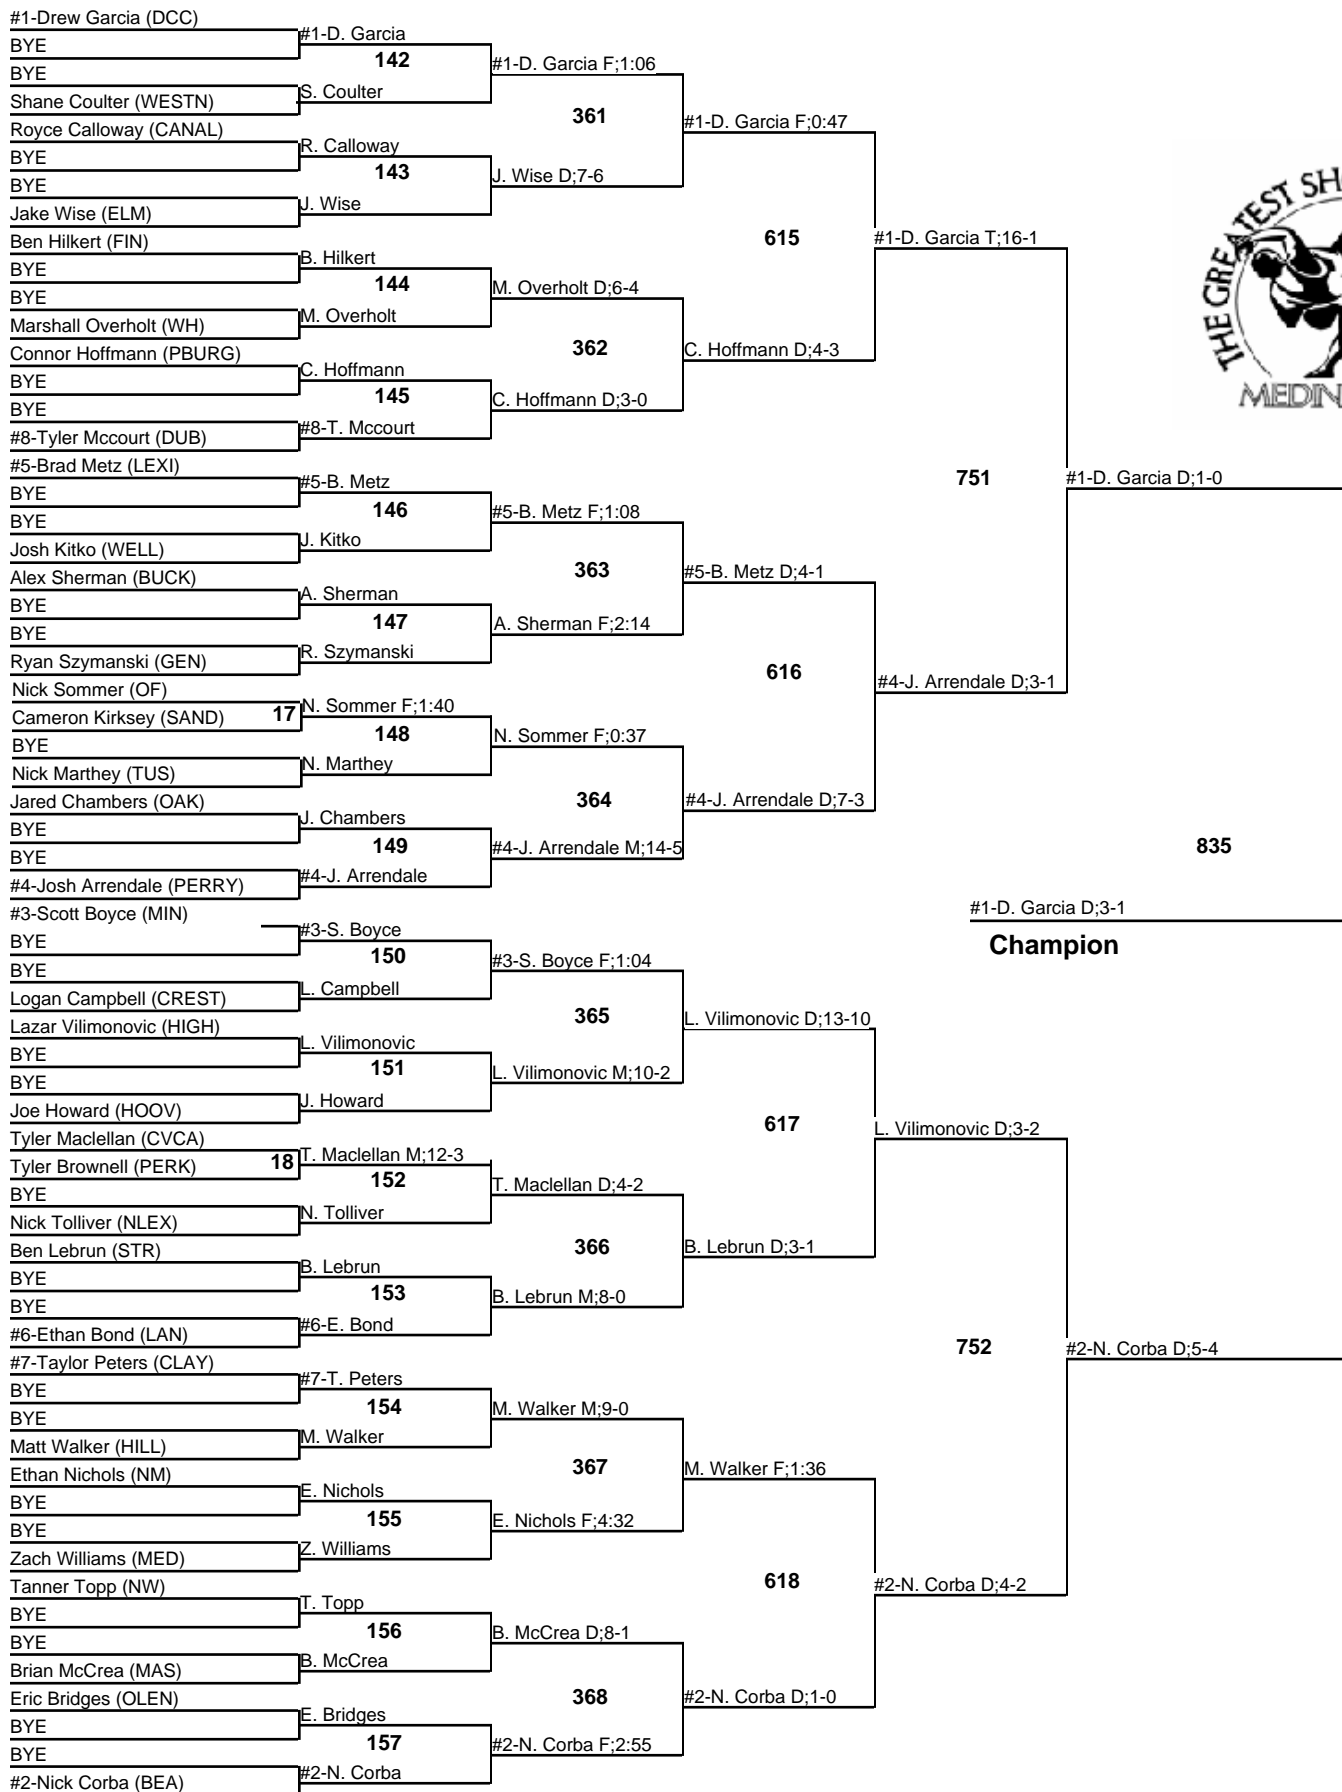 #1-Drew Garcia (DCC)
BYE
BYE
Shane Coulter (WESTN)
Royce Calloway (CANAL)
BYE
BYE
Jake Wise (ELM)
Ben Hilkert (FIN)
BYE
BYE
Marshall Overholt (WH)
Connor Hoffmann (PBURG)
BYE
BYE
#8-Tyler Mccourt (DUB)
#5-Brad Metz (LEXI)
BYE
BYE
Josh Kitko (WELL)
Alex Sherman (BUCK)
BYE
BYE
Ryan Szymanski (GEN)
Nick Sommer (OF)
Cameron Kirksey (SAND) 17
BYE
Nick Marthey (TUS)
Jared Chambers (OAK)
BYE
BYE
#4-Josh Arrendale (PERRY)
#3-Scott Boyce (MIN)
BYE
BYE
Logan Campbell (CREST)
Lazar Vilimonovic (HIGH)
BYE
BYE
Joe Howard (HOOV)
Tyler Maclellan (CVCA)
Tyler Brownell (PERK) 18
BYE
Nick Tolliver (NLEX)
Ben Lebrun (STR)
BYE
BYE
#6-Ethan Bond (LAN)
#7-Taylor Peters (CLAY)
BYE
BYE
Matt Walker (HILL)
Ethan Nichols (NM)
BYE
BYE
Zach Williams (MED)
Tanner Topp (NW)
BYE
BYE
Brian McCrea (MAS)
Eric Bridges (OLEN)
BYE
BYE
#2-Nick Corba (BEA)
#1-D. Garcia
142
S. Coulter
R. Calloway
143
J. Wise
B. Hilkert
144
M. Overholt
C. Hoffmann
145
#8-T. Mccourt
#5-B. Metz
146
J. Kitko
A. Sherman
147
R. Szymanski
N. Sommer F;1:40
148
N. Marthey
J. Chambers
149
#4-J. Arrendale
#3-S. Boyce
150
L. Campbell
L. Vilimonovic
151
J. Howard
T. Maclellan M;12-3
152
N. Tolliver
B. Lebrun
153
#6-E. Bond
#7-T. Peters
154
M. Walker
E. Nichols
155
Z. Williams
T. Topp
156
B. McCrea
E. Bridges
157
#2-N. Corba
#1-D. Garcia F;1:06
361
J. Wise D;7-6
M. Overholt D;6-4
362
C. Hoffmann D;3-0
#5-B. Metz F;1:08
363
A. Sherman F;2:14
N. Sommer F;0:37
364
#4-J. Arrendale M;14-5
#3-S. Boyce F;1:04
365
L. Vilimonovic M;10-2
T. Maclellan D;4-2
366
B. Lebrun M;8-0
M. Walker M;9-0
367
E. Nichols F;4:32
B. McCrea D;8-1
368
#2-N. Corba F;2:55
#1-D. Garcia F;0:47
615
C. Hoffmann D;4-3
#5-B. Metz D;4-1
616
#4-J. Arrendale D;7-3
L. Vilimonovic D;13-10
617
B. Lebrun D;3-1
M. Walker F;1:36
618
#2-N. Corba D;1-0
#1-D. Garcia T;16-1
751
#4-J. Arrendale D;3-1
L. Vilimonovic D;3-2
752
#2-N. Corba D;4-2
#1-D. Garcia D;1-0
835
#2-N. Corba D;5-4
#1-D. Garcia D;3-1
Champion
THE GREATEST SH
MEDIN